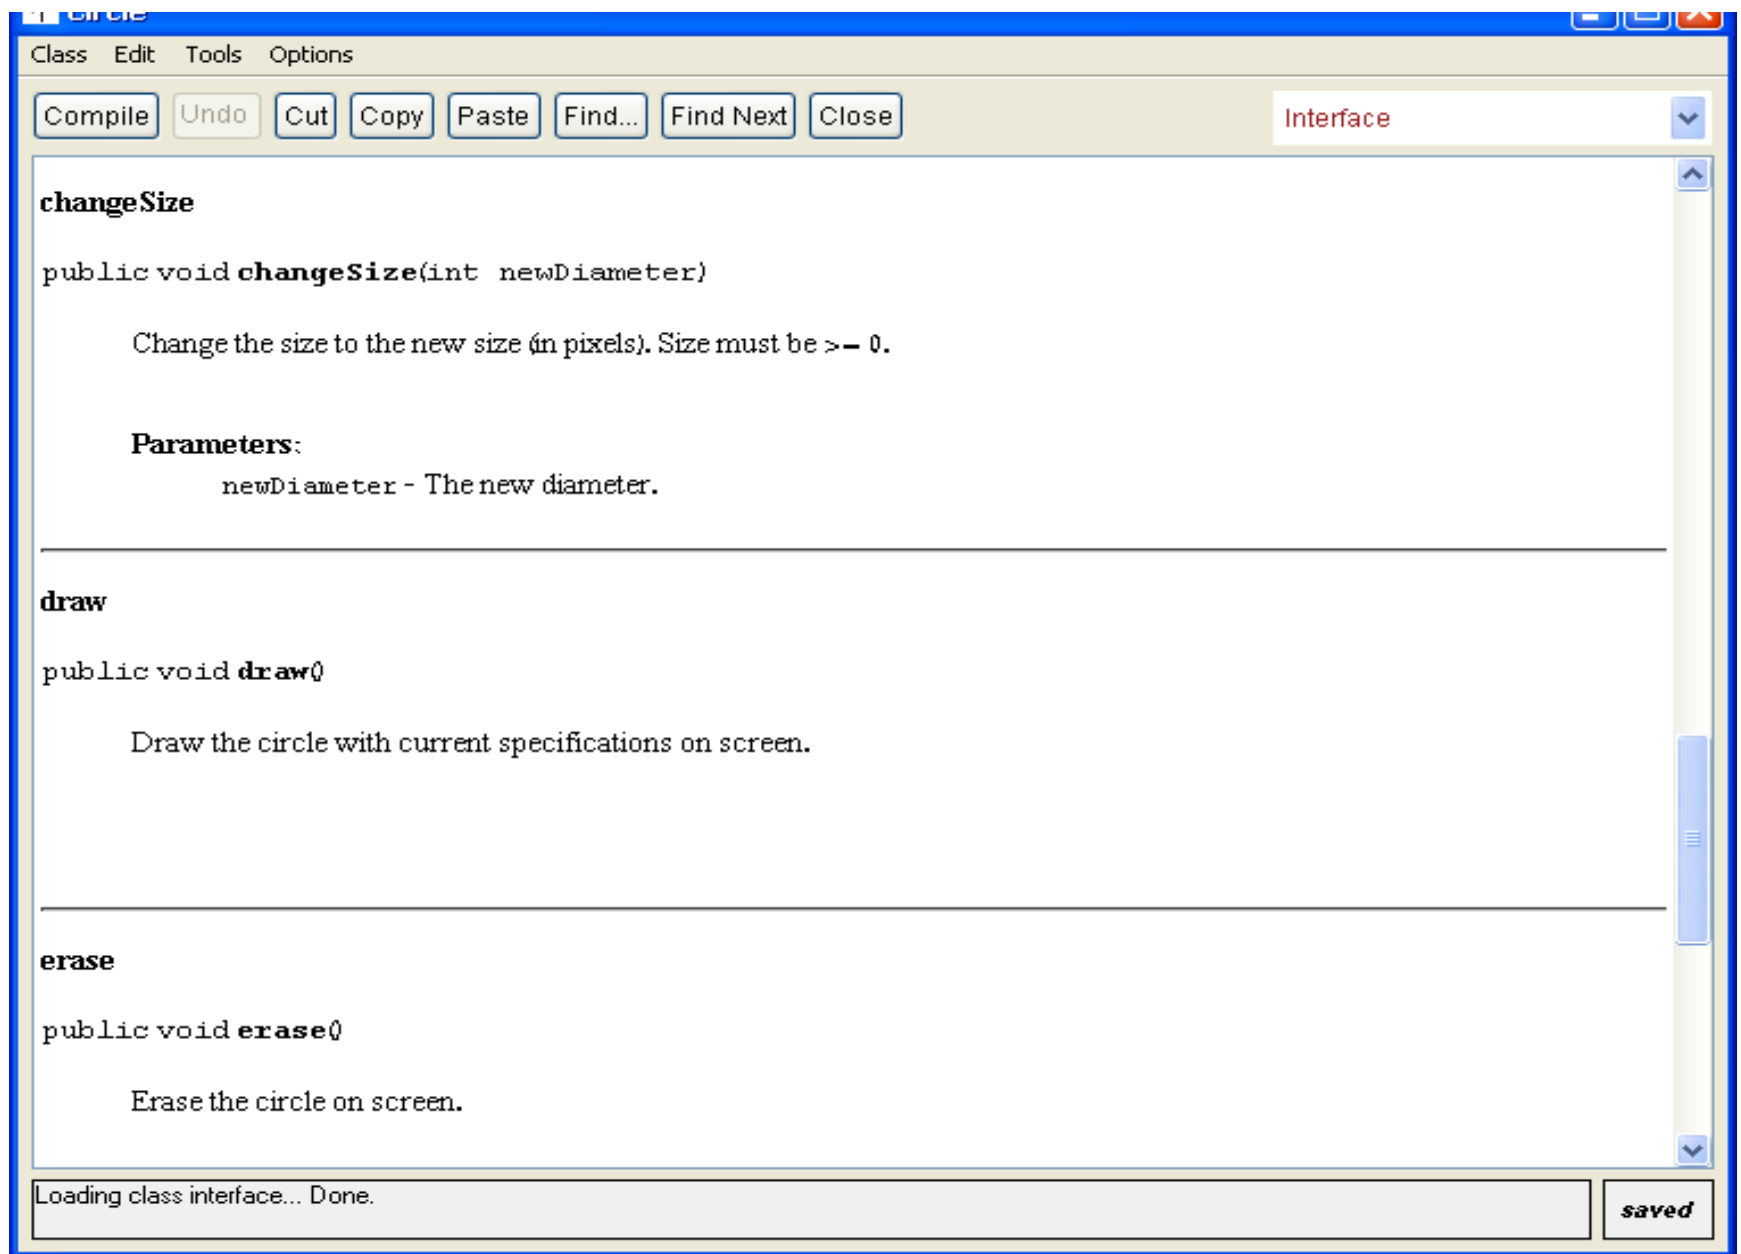 Circle
Class Edit Tools Options
Compile Undo Cut Copy Paste Find... Find Next Close Interface
changeSize
public void changeSize(int newDiameter)
Change the size to the new size (in pixels). Size must be >= 0.
Parameters:
newDiameter - The new diameter.
draw
public void draw()
Draw the circle with current specifications on screen.
erase
public void erase()
Erase the circle on screen.
Loading class interface... Done.
saved